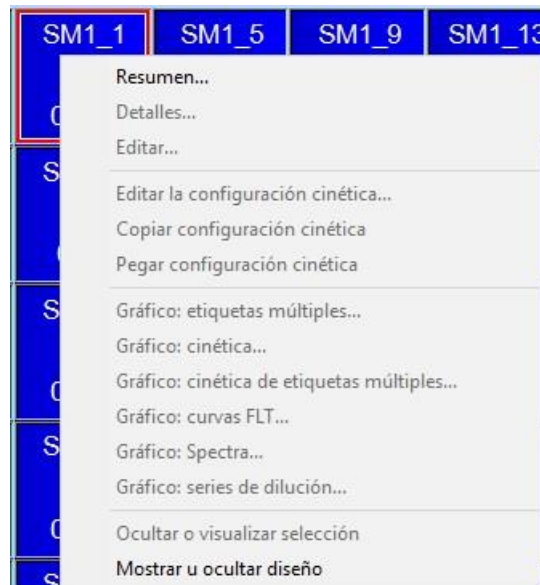 SM1_1 SM1_5 SM1_9 SM1_13
Resumen...
Detalles...
Editar...
Editar la configuración cinética...
Copiar configuración cinética
Pegar configuración cinética
Gráfico: etiquetas múltiples...
Gráfico: cinética...
Gráfico: cinética de etiquetas múltiples...
Gráfico: curvas FLT...
Gráfico: Spectra...
Gráfico: series de dilución...
Ocultar o visualizar selección
Mostrar u ocultar diseño